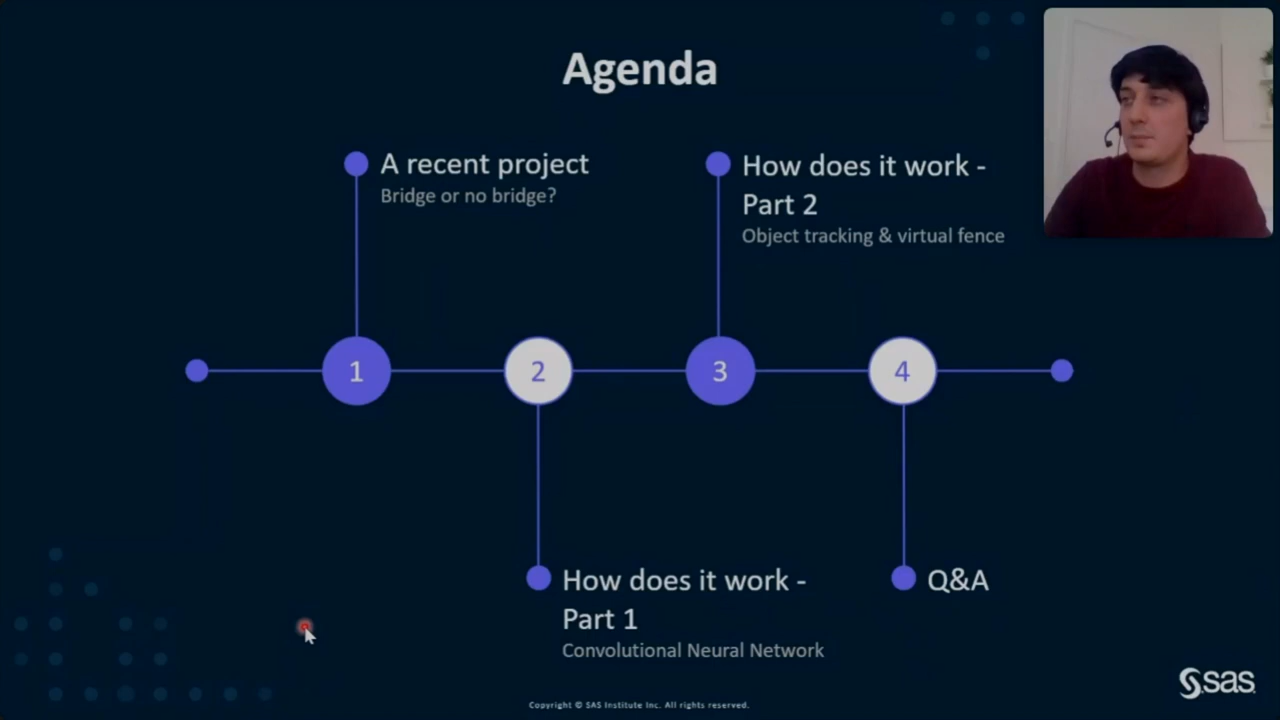 Agenda
A recent project
Bridge or no bridge?
How does it work -
Part 2
Object tracking & virtual fence
1
2
3
4
How does it work -
Part 1
Convolutional Neural Network
Q&A
sas
Copyright © SAS Institute Inc. All rights reserved.